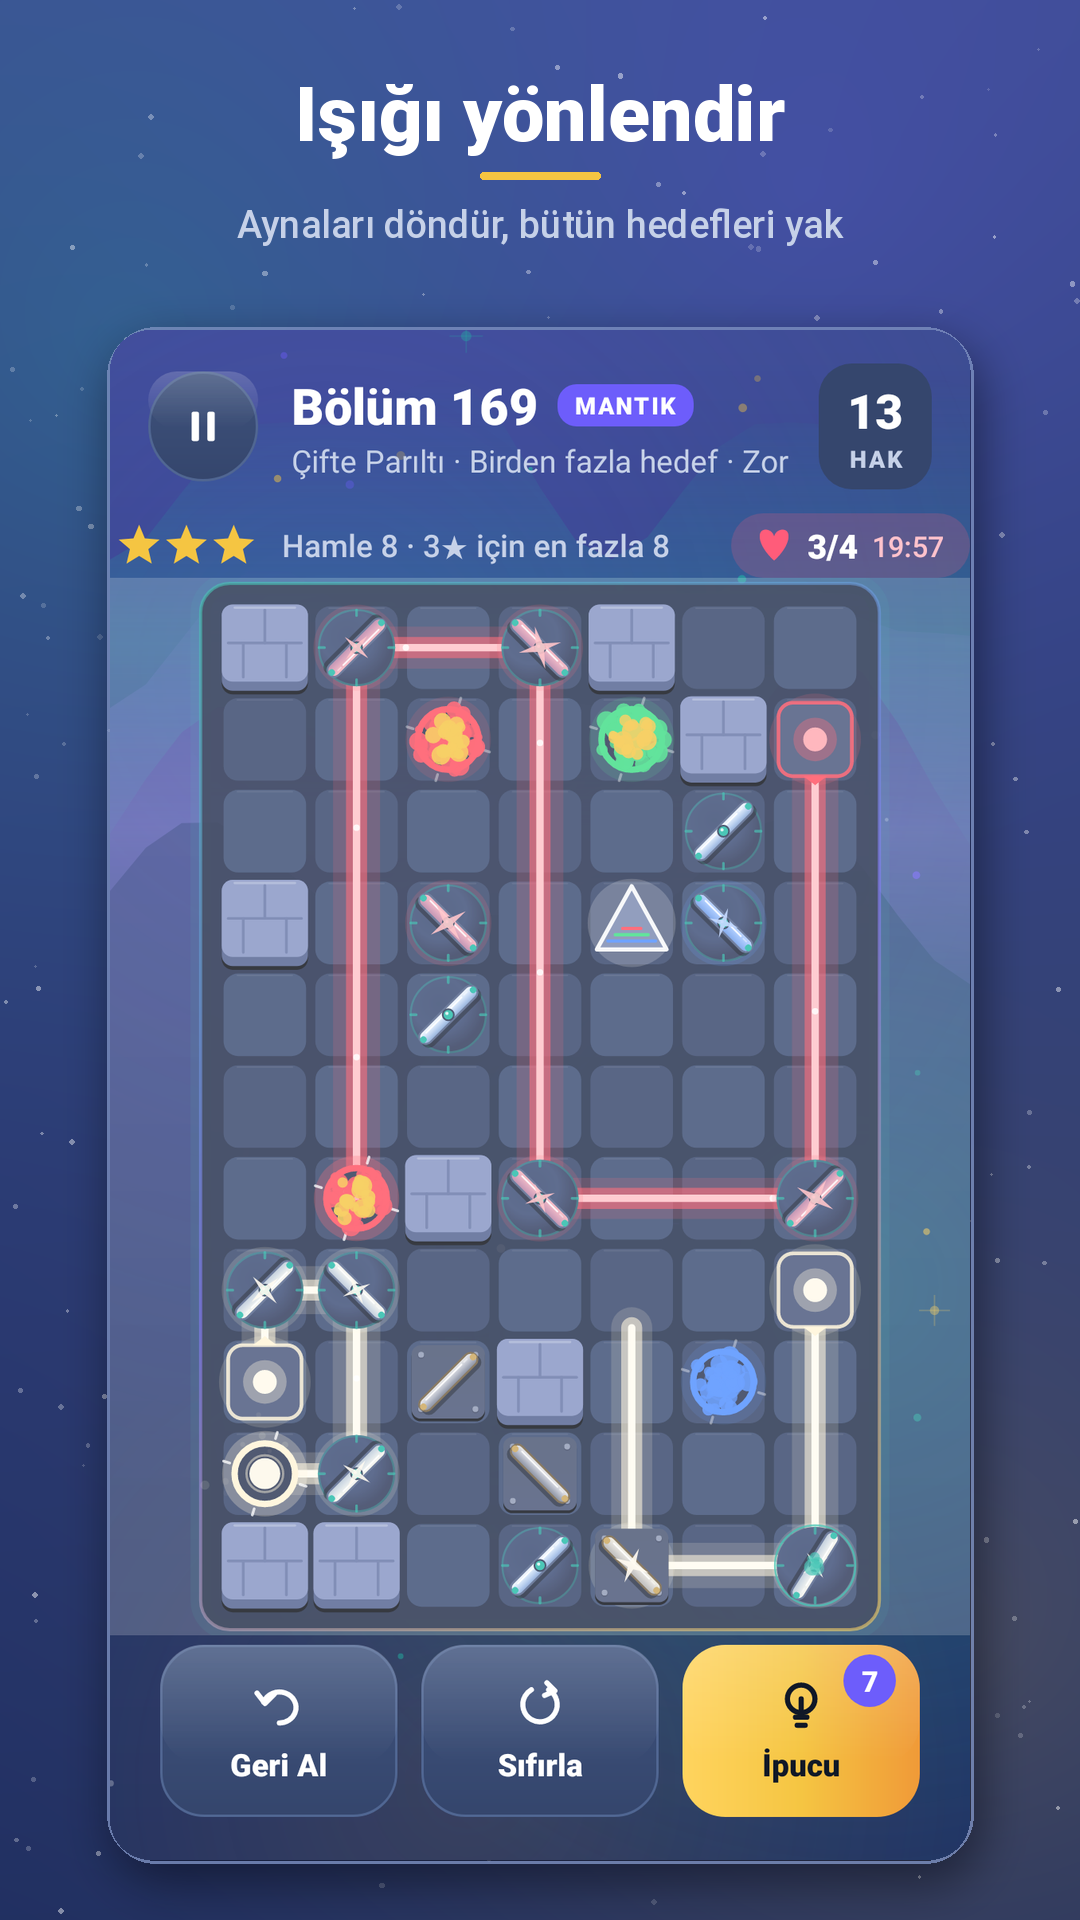 Işığı yönlendir
Aynaları döndür, bütün hedefleri yak
Bölüm 169 MANTIK
13
HAK
Çifte Parıltı · Birden fazla hedef · Zor
Hamle 8 · 3★ için en fazla 8
3/4 19:57
7
Geri Al
Sıfırla
İpucu